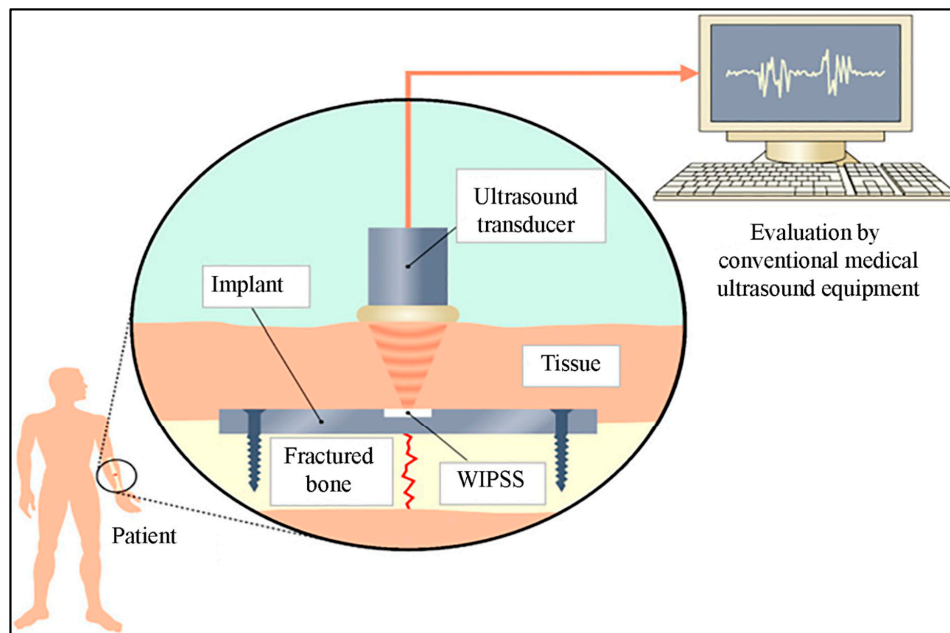 Ultrasound
transducer
Implant
Evaluation by
conventional medical
ultrasound equipment
Tissue
Fractured
bone
WIPSS
Patient